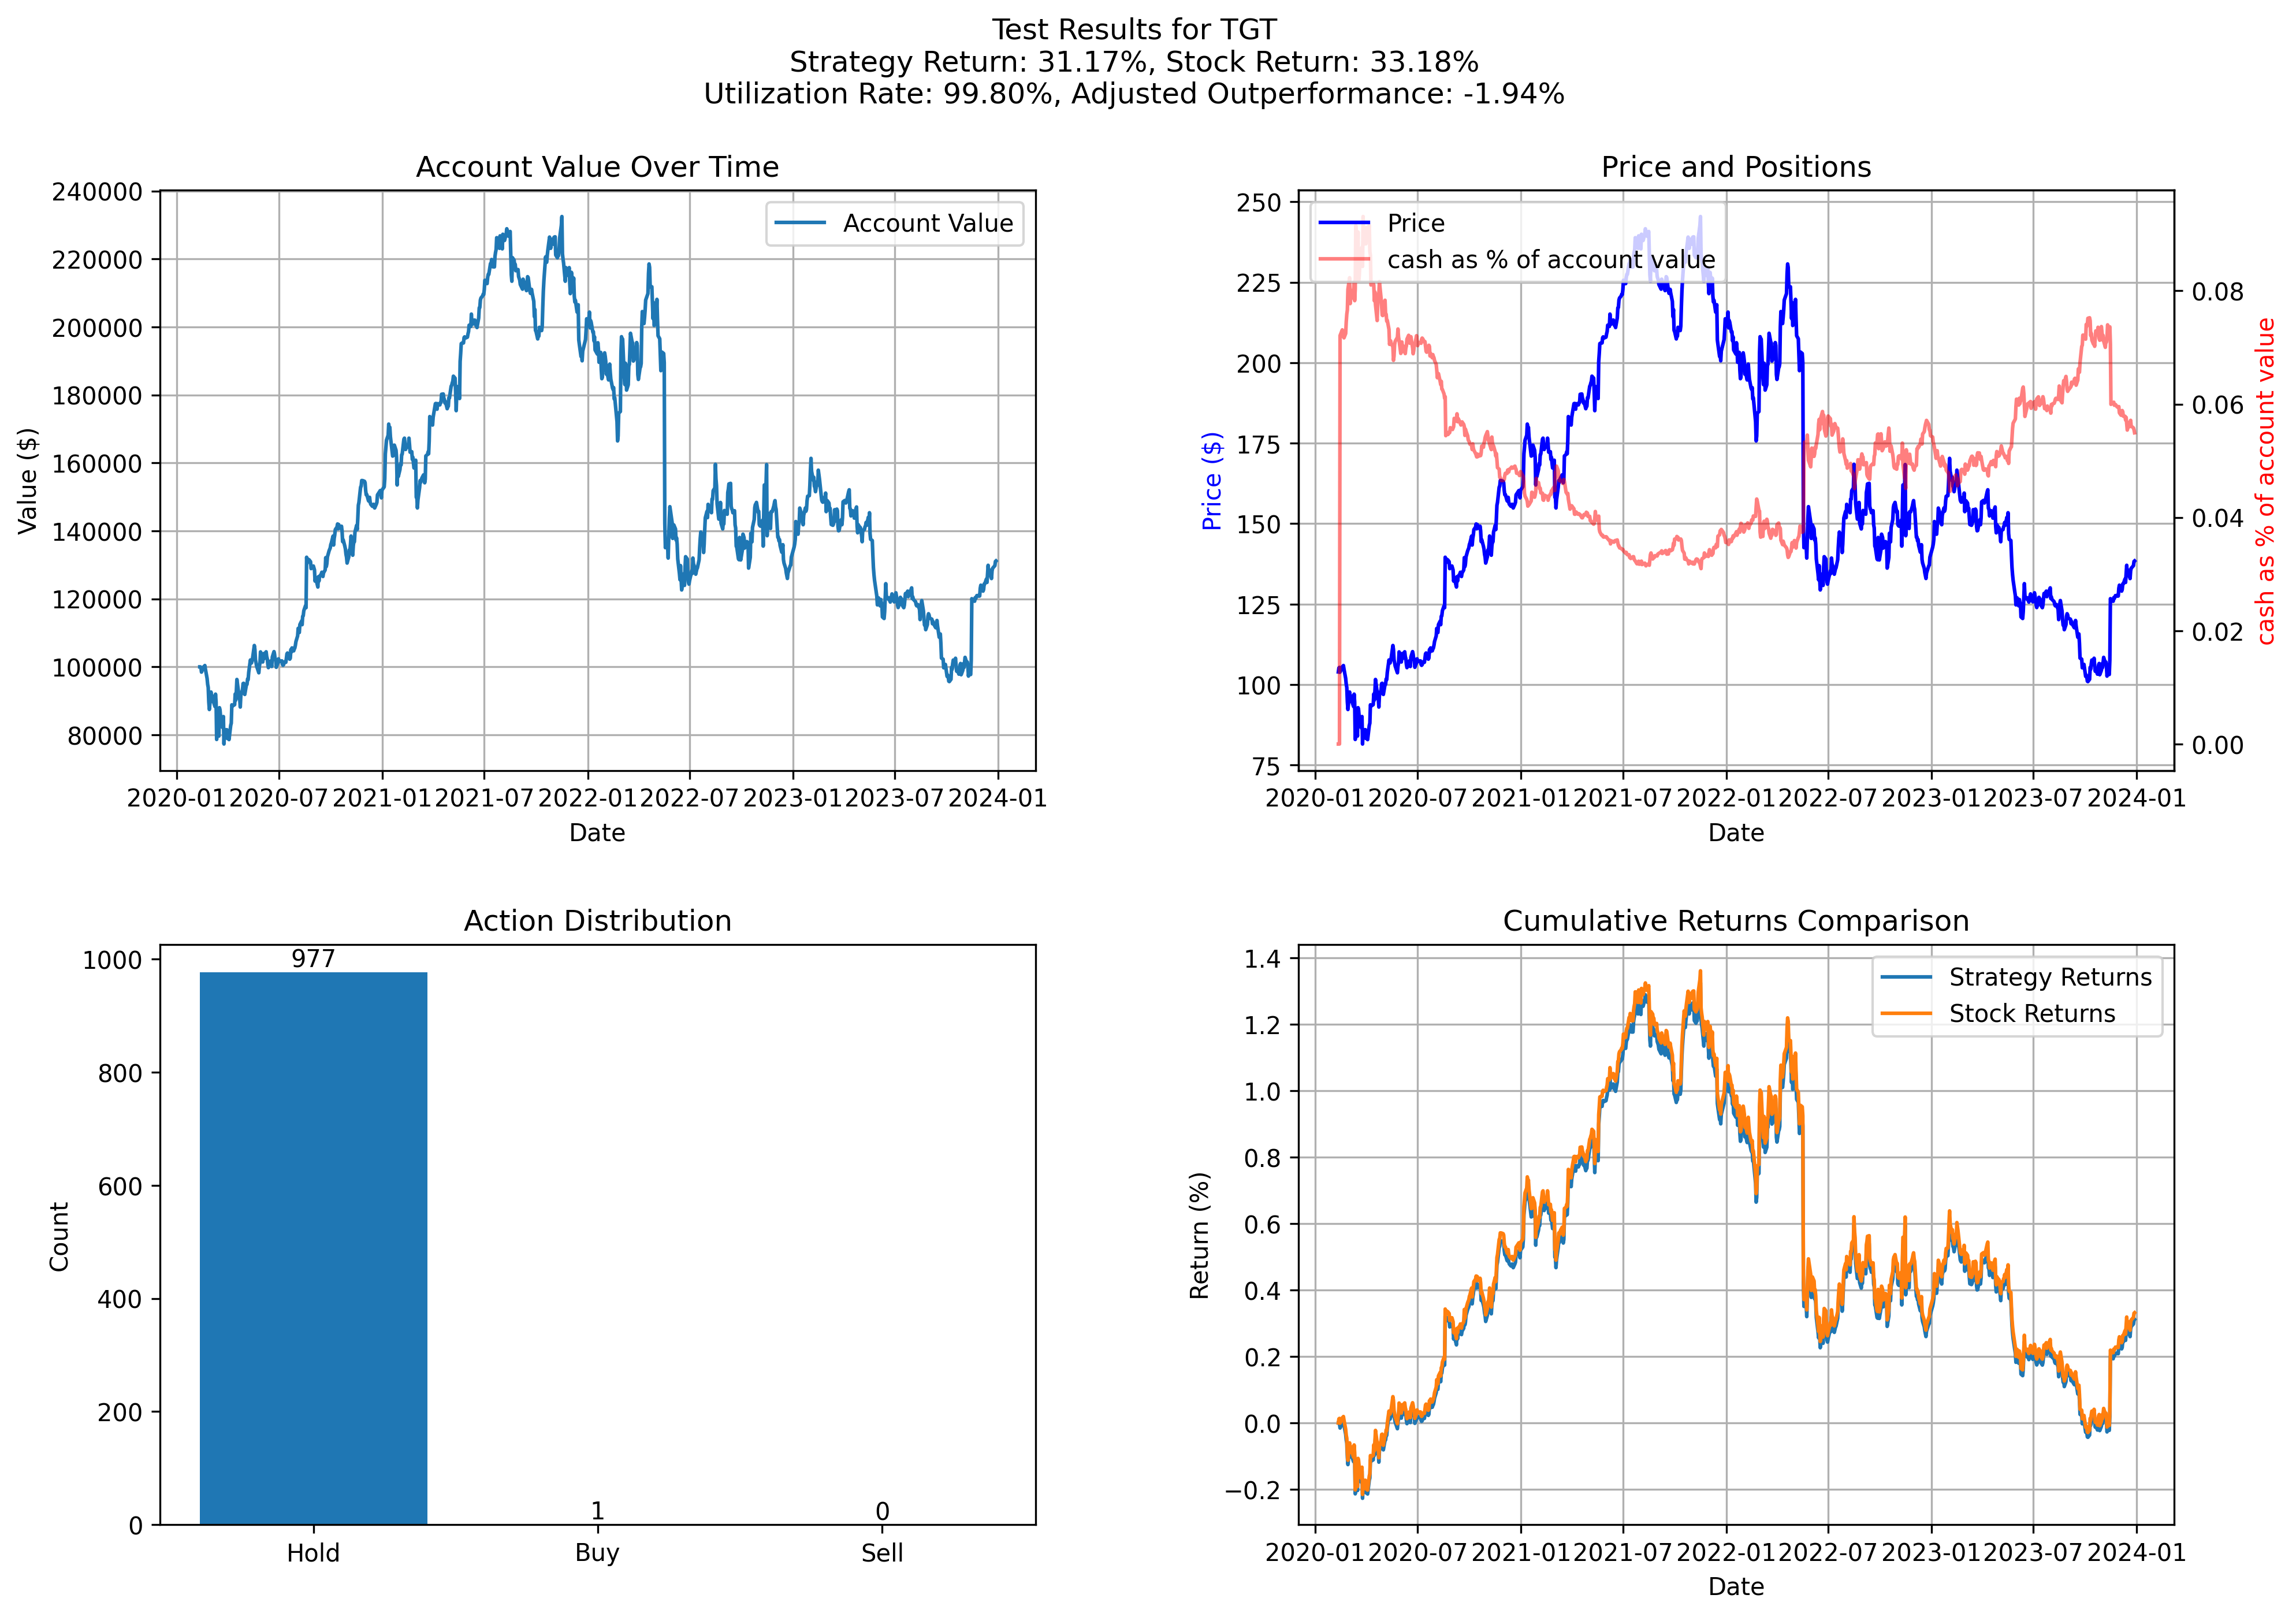 Test Results for TGT
Strategy Return: 31.17%, Stock Return: 33.18%
Utilization Rate: 99.80%, Adjusted Outperformance: -1.94%
Account Value Over Time
240000
220000
200000
180000
160000
140000
120000
100000
80000
Value ($)
Account Value
2020-01 2020-07 2021-01 2021-07 2022-01 2022-07 2023-01 2023-07 2024-01
Date
Price and Positions
250
225
200
175
150
125
100
75
Price ($)
Price
cash as % of account value
0.08
0.06
0.04
0.02
0.00
cash as % of account value
2020-01 2020-07 2021-01 2021-07 2022-01 2022-07 2023-01 2023-07 2024-01
Date
Action Distribution
1000
800
600
400
200
0
Count
977
1
0
Hold Buy Sell
Cumulative Returns Comparison
1.4
1.2
1.0
0.8
0.6
0.4
0.2
0.0
−0.2
Return (%)
Strategy Returns
Stock Returns
2020-01 2020-07 2021-01 2021-07 2022-01 2022-07 2023-01 2023-07 2024-01
Date